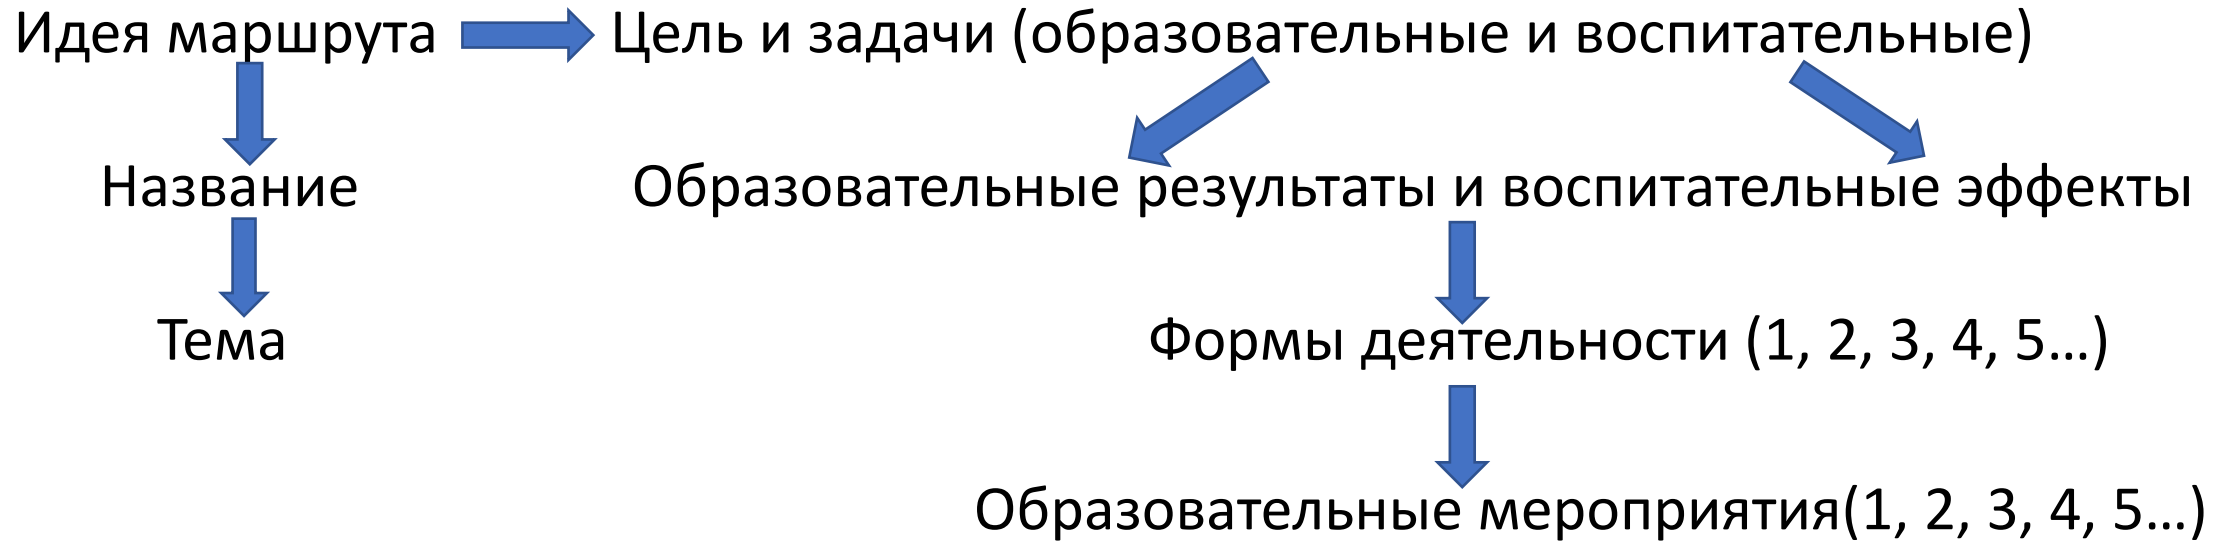 Идея маршрута
Цель и задачи (образовательные и воспитательные)
Название
Образовательные результаты и воспитательные эффекты
Тема
Формы деятельности (1, 2, 3, 4, 5...)
Образовательные мероприятия(1, 2, 3, 4, 5...)